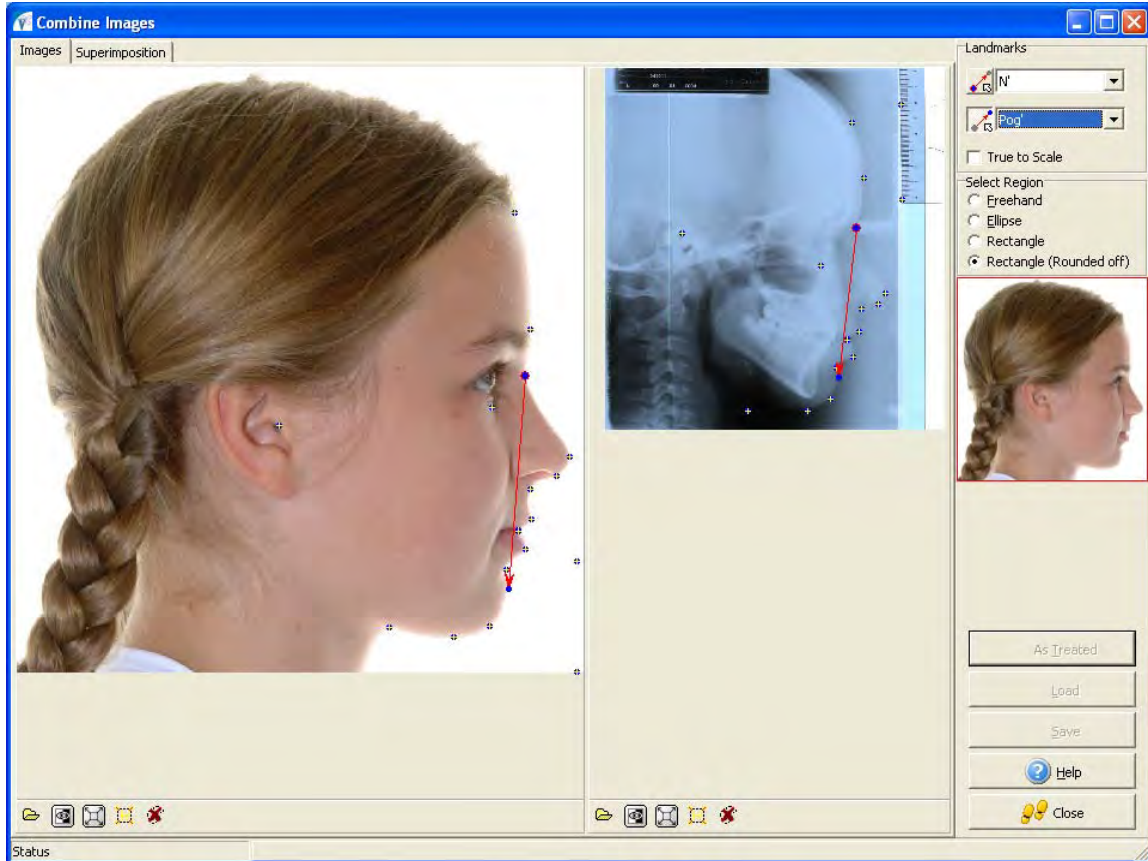 Combine Images
Images
Superimposition
Landmarks
N'
Pog'
True to Scale
Select Region
Freehand
Ellipse
Rectangle
Rectangle (Rounded off)
As Treated
Load
Save
Help
Close
Status